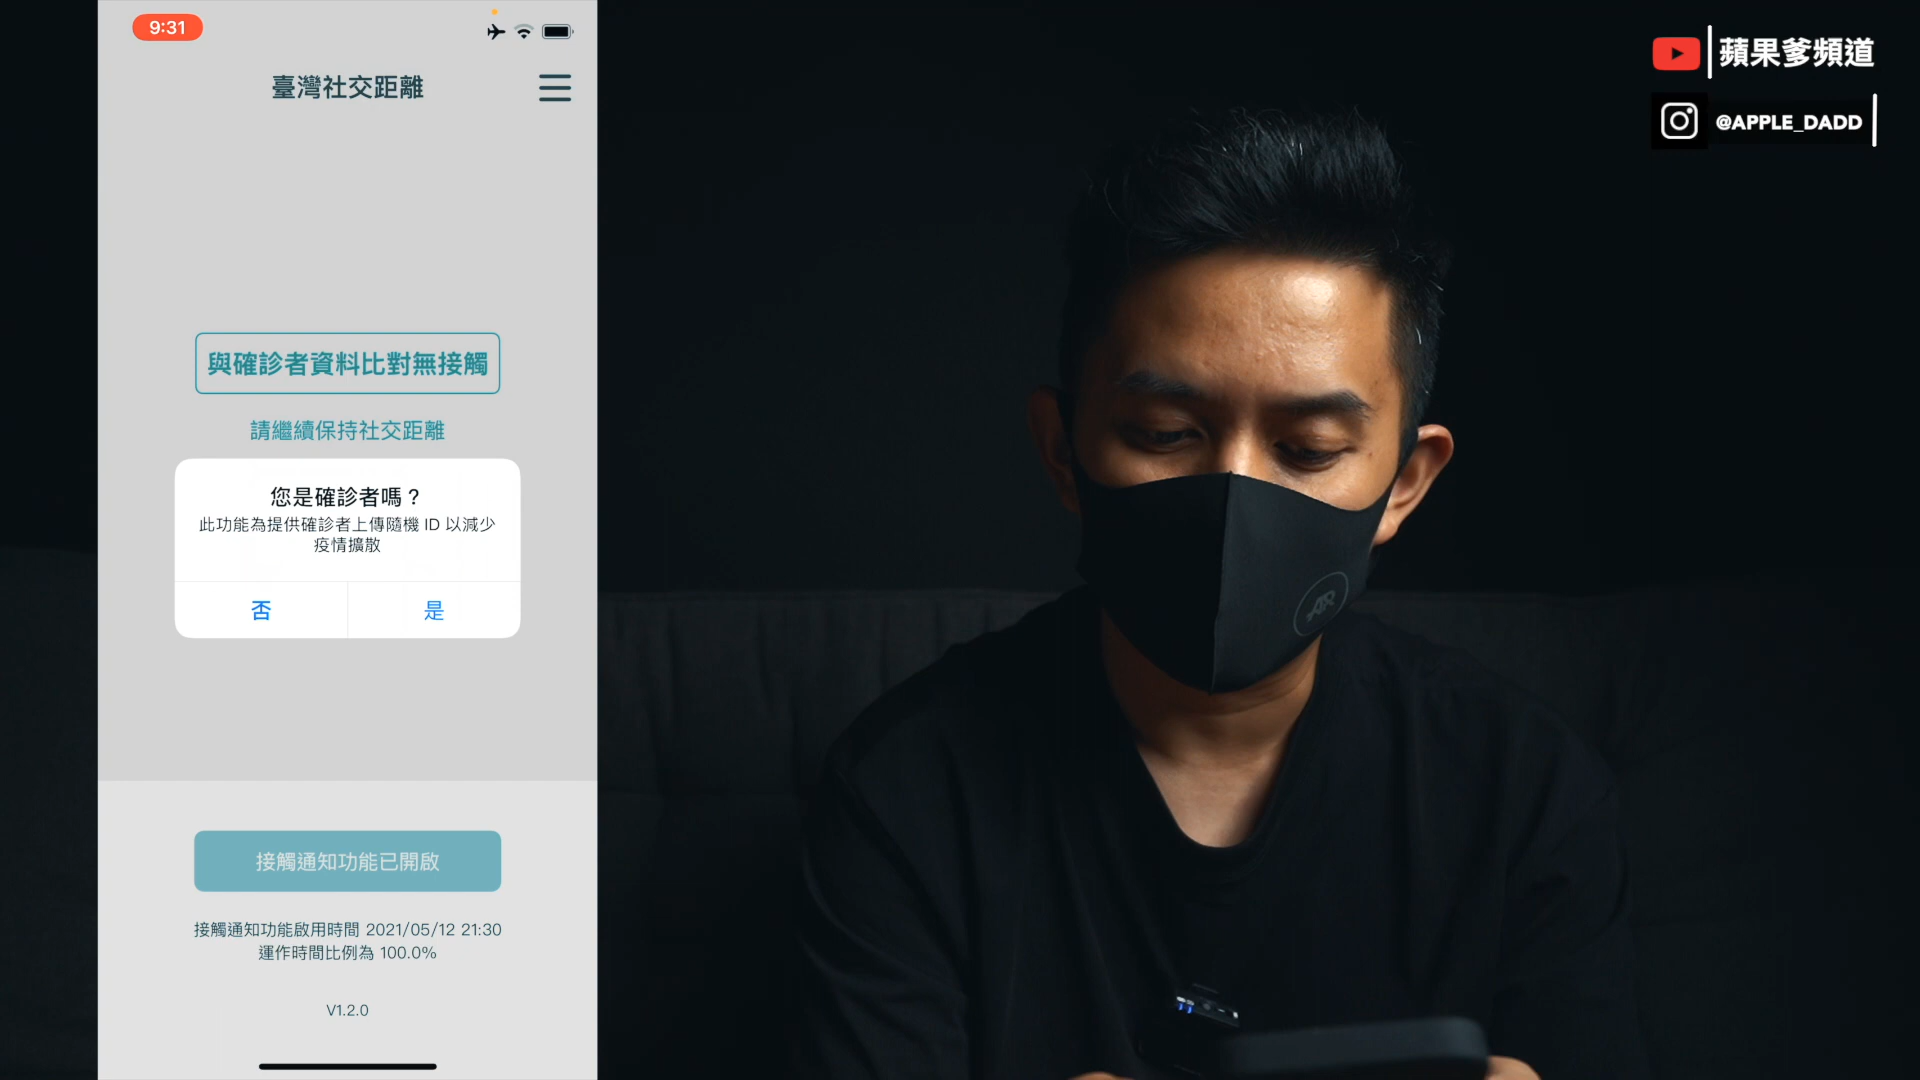 9:31
臺灣社交距離
與確診者資料比對無接觸
請繼續保持社交距離
您是確診者嗎？
此功能為提供確診者上傳隨機 ID 以減少
疫情擴散
否
是
接觸通知功能已開啟
接觸通知功能啟用時間 2021/05/12 21:30
運作時間比例為 100.0%
V1.2.0
蘋果爹頻道
@APPLE_DADD